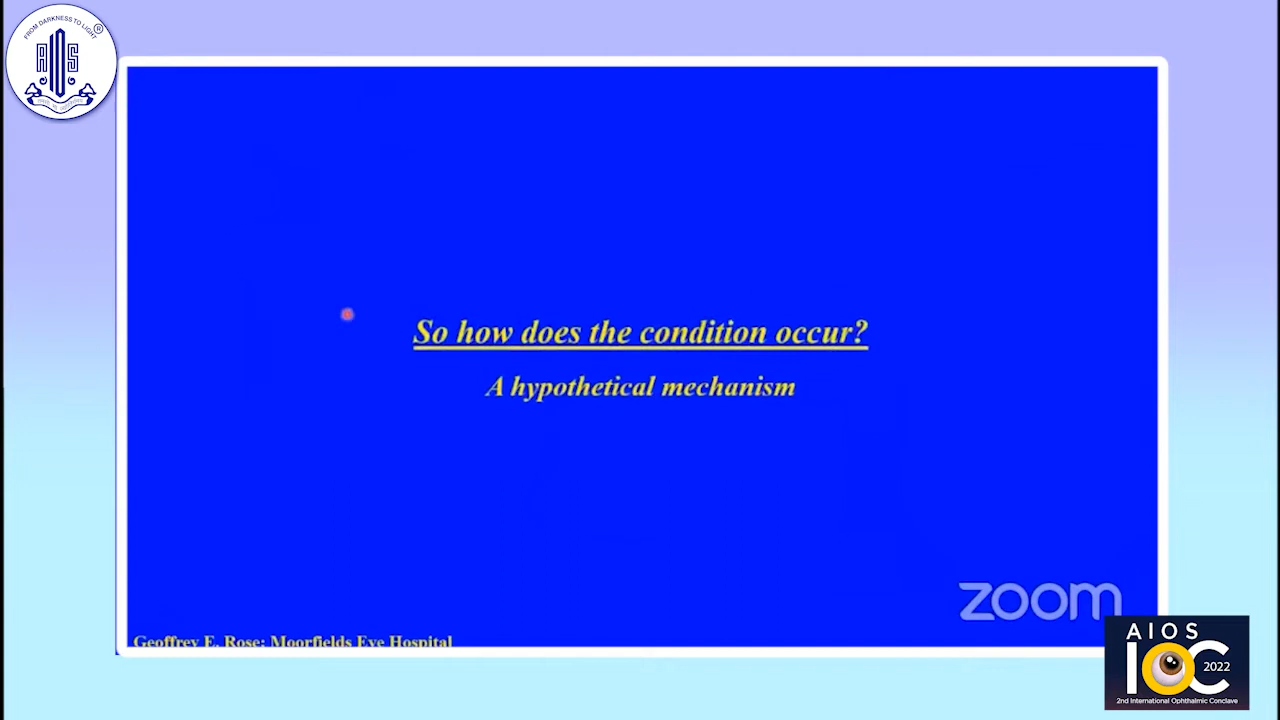 FROM DARKNESS TO LIGHT
®
AIOS
So how does the condition occur?
A hypothetical mechanism
zoom
Geoffrey E. Rose: Moorfields Eye Hospital
AIOS
IOC
2022
2nd International Ophthalmic Conclave